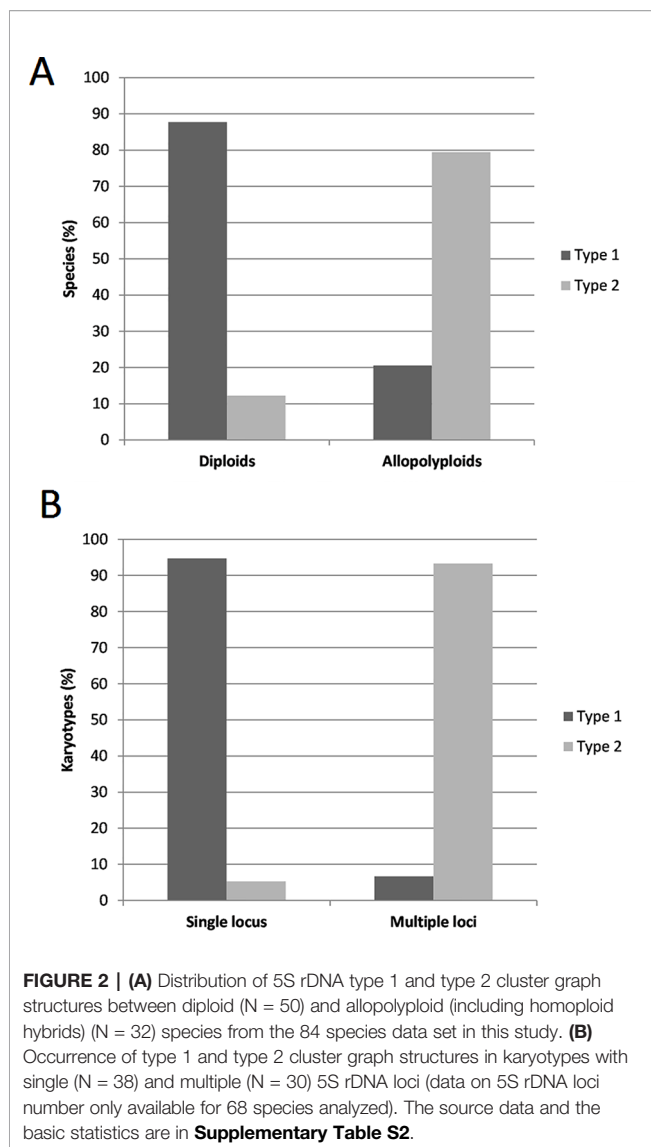 A
100
90
80
70
60
50
40
30
20
10
0
Species (%)
Diploids
Allopolyploids
Type 1
Type 2
B
100
90
80
70
60
50
40
30
20
10
0
Karyotypes (%)
Single locus
Multiple loci
Type 1
Type 2
FIGURE 2 | (A) Distribution of 5S rDNA type 1 and type 2 cluster graph
structures between diploid (N = 50) and allopolyploid (including homoploid
hybrids) (N = 32) species from the 84 species data set in this study. (B)
Occurrence of type 1 and type 2 cluster graph structures in karyotypes with
single (N = 38) and multiple (N = 30) 5S rDNA loci (data on 5S rDNA loci
number only available for 68 species analyzed). The source data and the
basic statistics are in Supplementary Table S2.